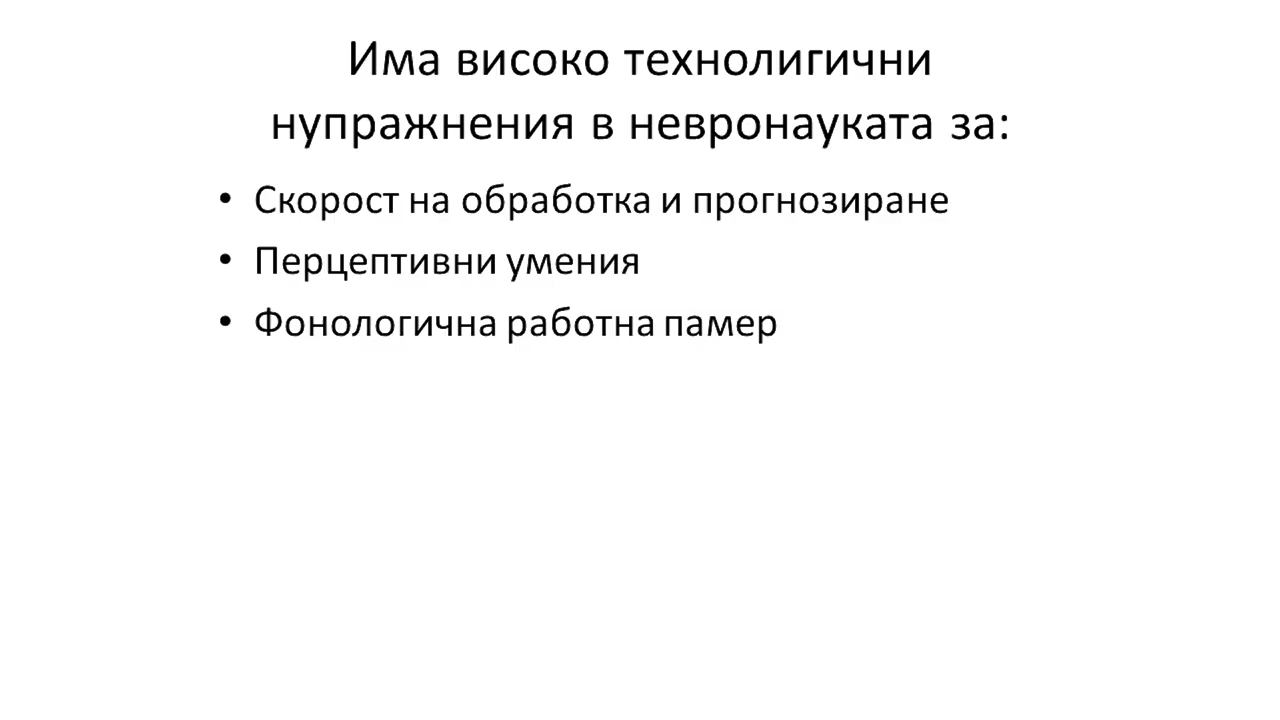 Има високо технолигични
нупражнения в невронауката за:
• Скорост на обработка и прогнозиране
• Перцептивни умения
• Фонологична работна памер